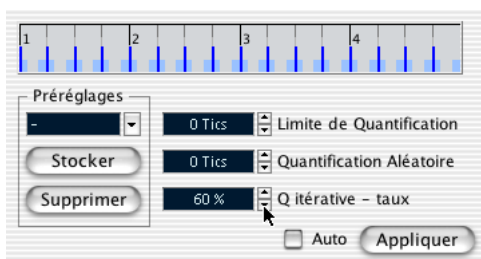 1 2 3 4
Préréglages
- 0 Tics Limite de Quantification
Stocker 0 Tics Quantification Aléatoire
Supprimer 60 % Q itérative - taux
Auto Appliquer